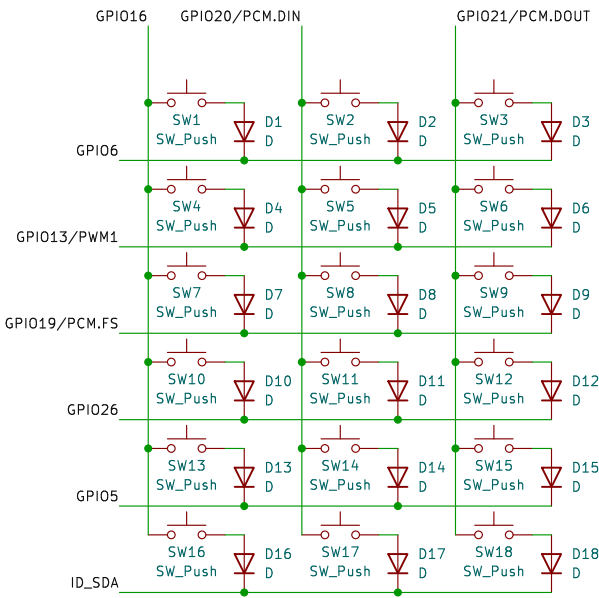 GPIO16 GPIO20/PCM.DIN GPIO21/PCM.DOUT
SW1 D1 SW2 D2 SW3 D3
SW_Push D SW_Push D SW_Push D
GPIO6
SW4 D4 SW5 D5 SW6 D6
SW_Push D SW_Push D SW_Push D
GPIO13/PWM1
SW7 D7 SW8 D8 SW9 D9
SW_Push D SW_Push D SW_Push D
GPIO19/PCM.FS
SW10 D10 SW11 D11 SW12 D12
SW_Push D SW_Push D SW_Push D
GPIO26
SW13 D13 SW14 D14 SW15 D15
SW_Push D SW_Push D SW_Push D
GPIO5
SW16 D16 SW17 D17 SW18 D18
SW_Push D SW_Push D SW_Push D
ID_SDA